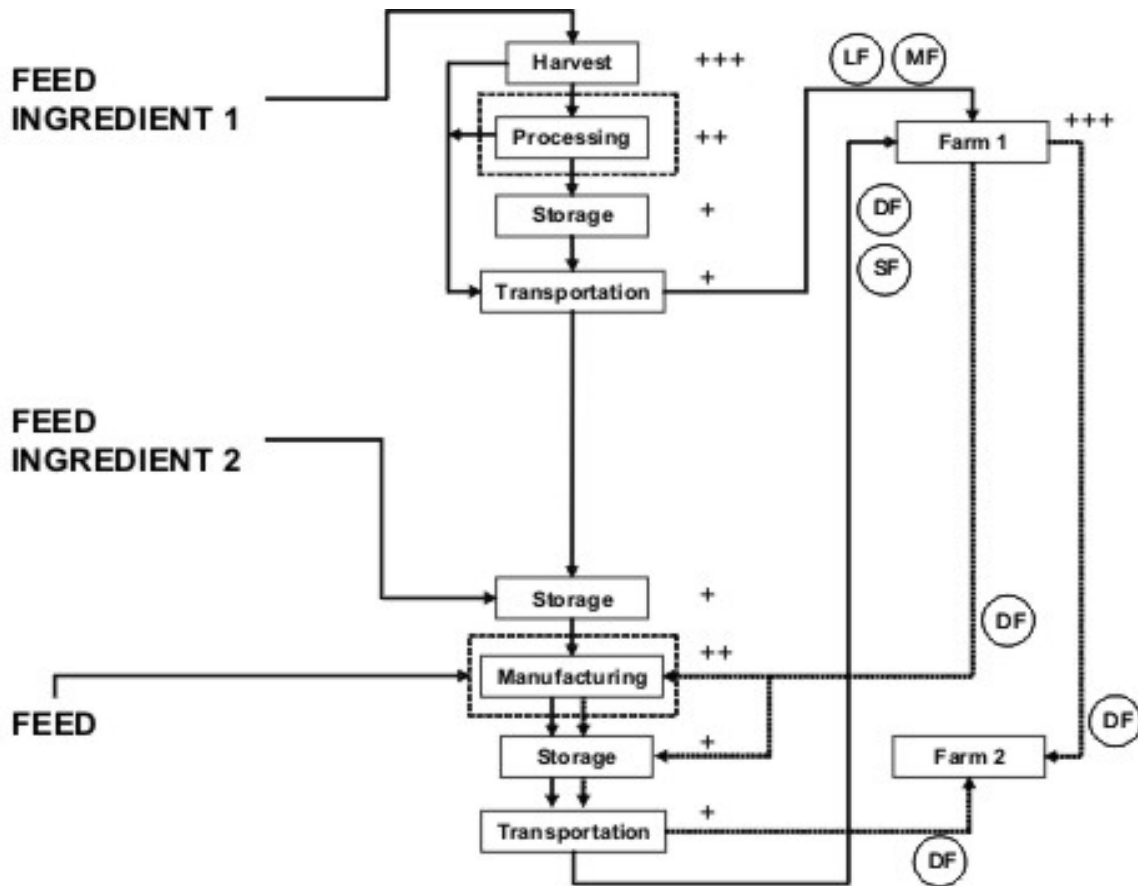 FEED
INGREDIENT 1
Harvest
+++
Processing
++
Storage
+
Transportation
+
LF
MF
Farm 1
+++
DF
SF
FEED
INGREDIENT 2
Storage
+
DF
Manufacturing
++
FEED
Storage
+
Farm 2
DF
Transportation
+
DF